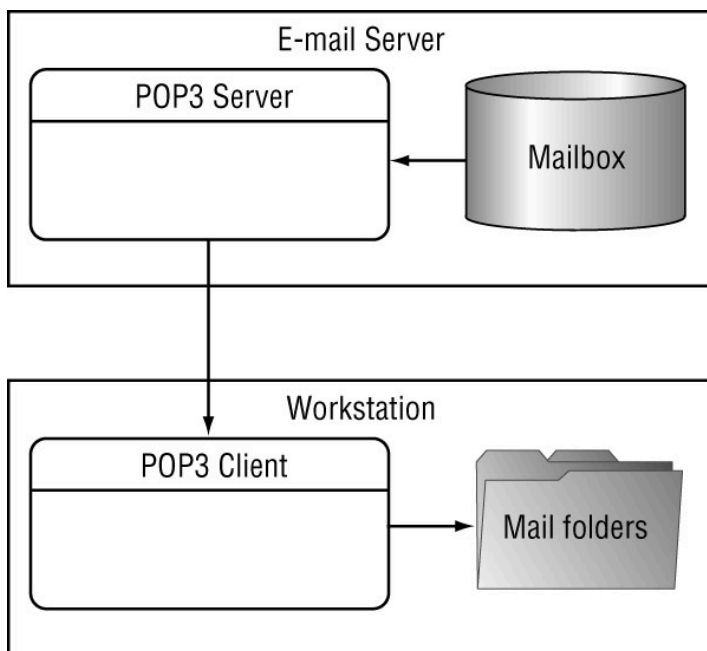 E-mail Server
POP3 Server
Mailbox
Workstation
POP3 Client
Mail folders